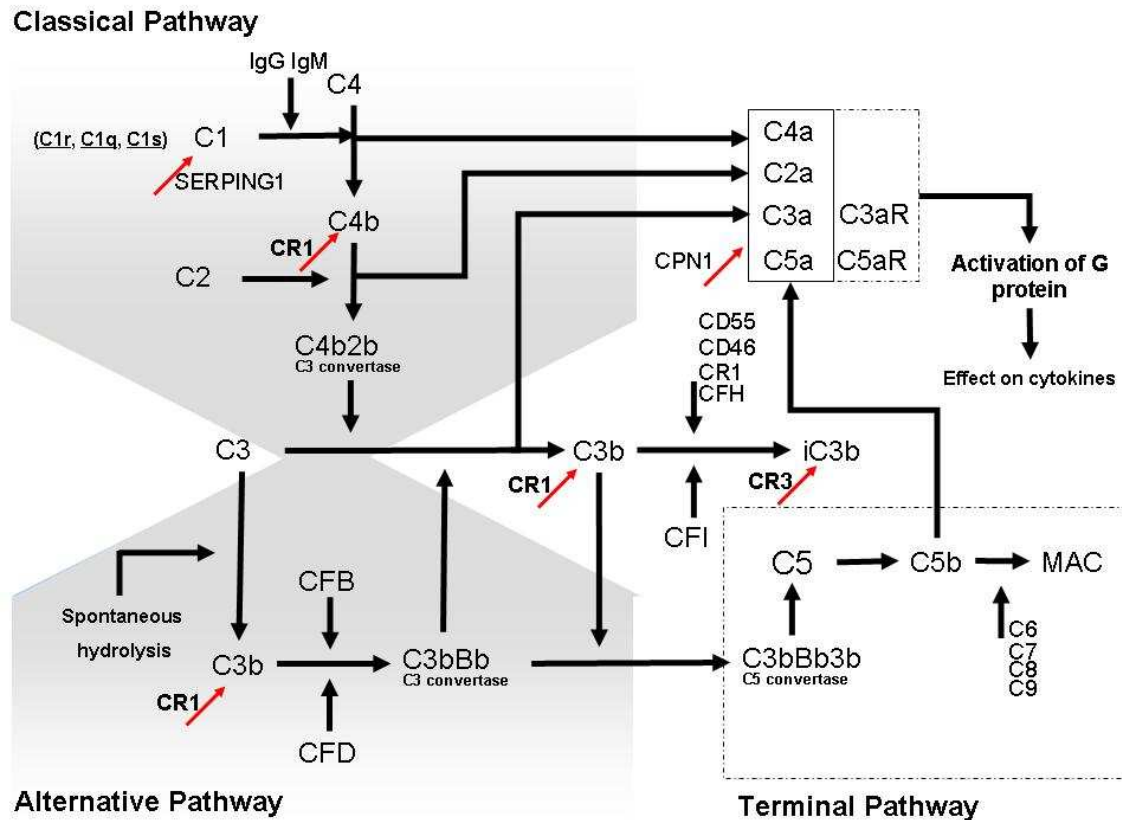 Classical Pathway
IgG IgM
C4
(C1r, C1q, C1s)
C1
SERPING1
C4b
CR1
C2
C4b2b
C3 convertase
C4a
C2a
C3a
C3aR
C5a
C5aR
CPN1
Activation of G
protein
Effect on cytokines
CD55
CD46
CR1
CFH
C3
C3b
CR1
iC3b
CR3
CFI
Spontaneous
hydrolysis
C3b
CR1
CFB
CFD
C3bBb
C3 convertase
C5
C5b
MAC
C3bBb3b
C5 convertase
C6
C7
C8
C9
Alternative Pathway
Terminal Pathway